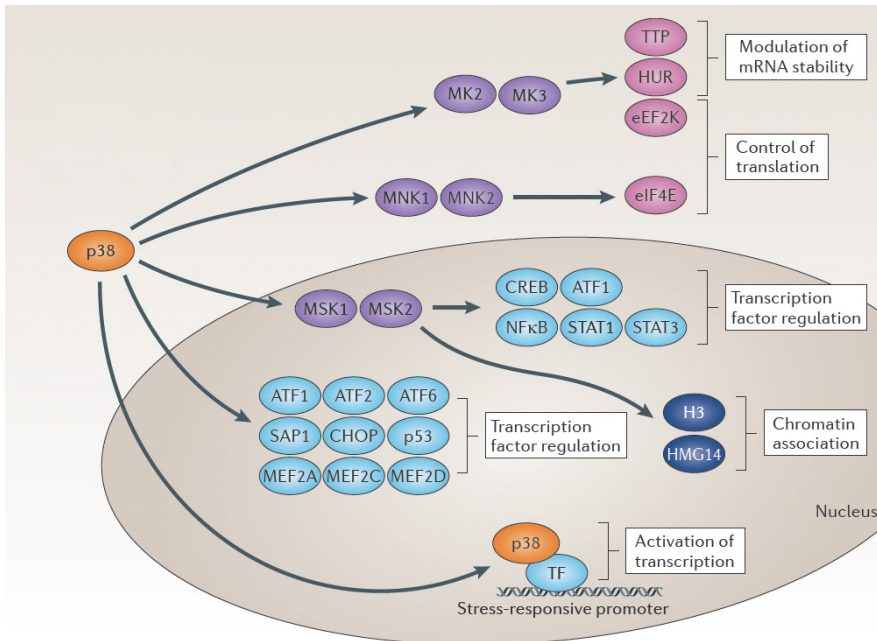 TTP
HUR
Modulation of
mRNA stability
MK2 MK3
eEF2K
Control of
translation
MNK1 MNK2
eIF4E
p38
MSK1 MSK2
CREB ATF1
NFκB STAT1 STAT3
Transcription
factor regulation
ATF1 ATF2 ATF6
SAP1 CHOP p53
MEF2A MEF2C MEF2D
Transcription
factor regulation
H3
HMG14
Chromatin
association
Nucleus
p38
TF
Activation of
transcription
Stress-responsive promoter